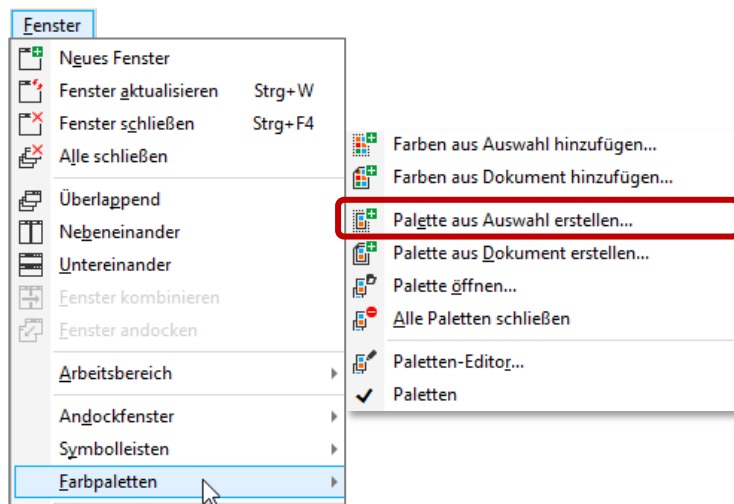 Fenster
Neues Fenster
Fenster aktualisieren Strg+W
Fenster schließen Strg+F4
Alle schließen
Überlappend
Nebeneinander
Untereinander
Fenster kombinieren
Fenster andocken
Arbeitsbereich
Andockfenster
Symbolleisten
Farbpaletten
Farben aus Auswahl hinzufügen...
Farben aus Dokument hinzufügen...
Palette aus Auswahl erstellen...
Palette aus Dokument erstellen...
Palette öffnen...
Alle Paletten schließen
Paletten-Editor...
Paletten